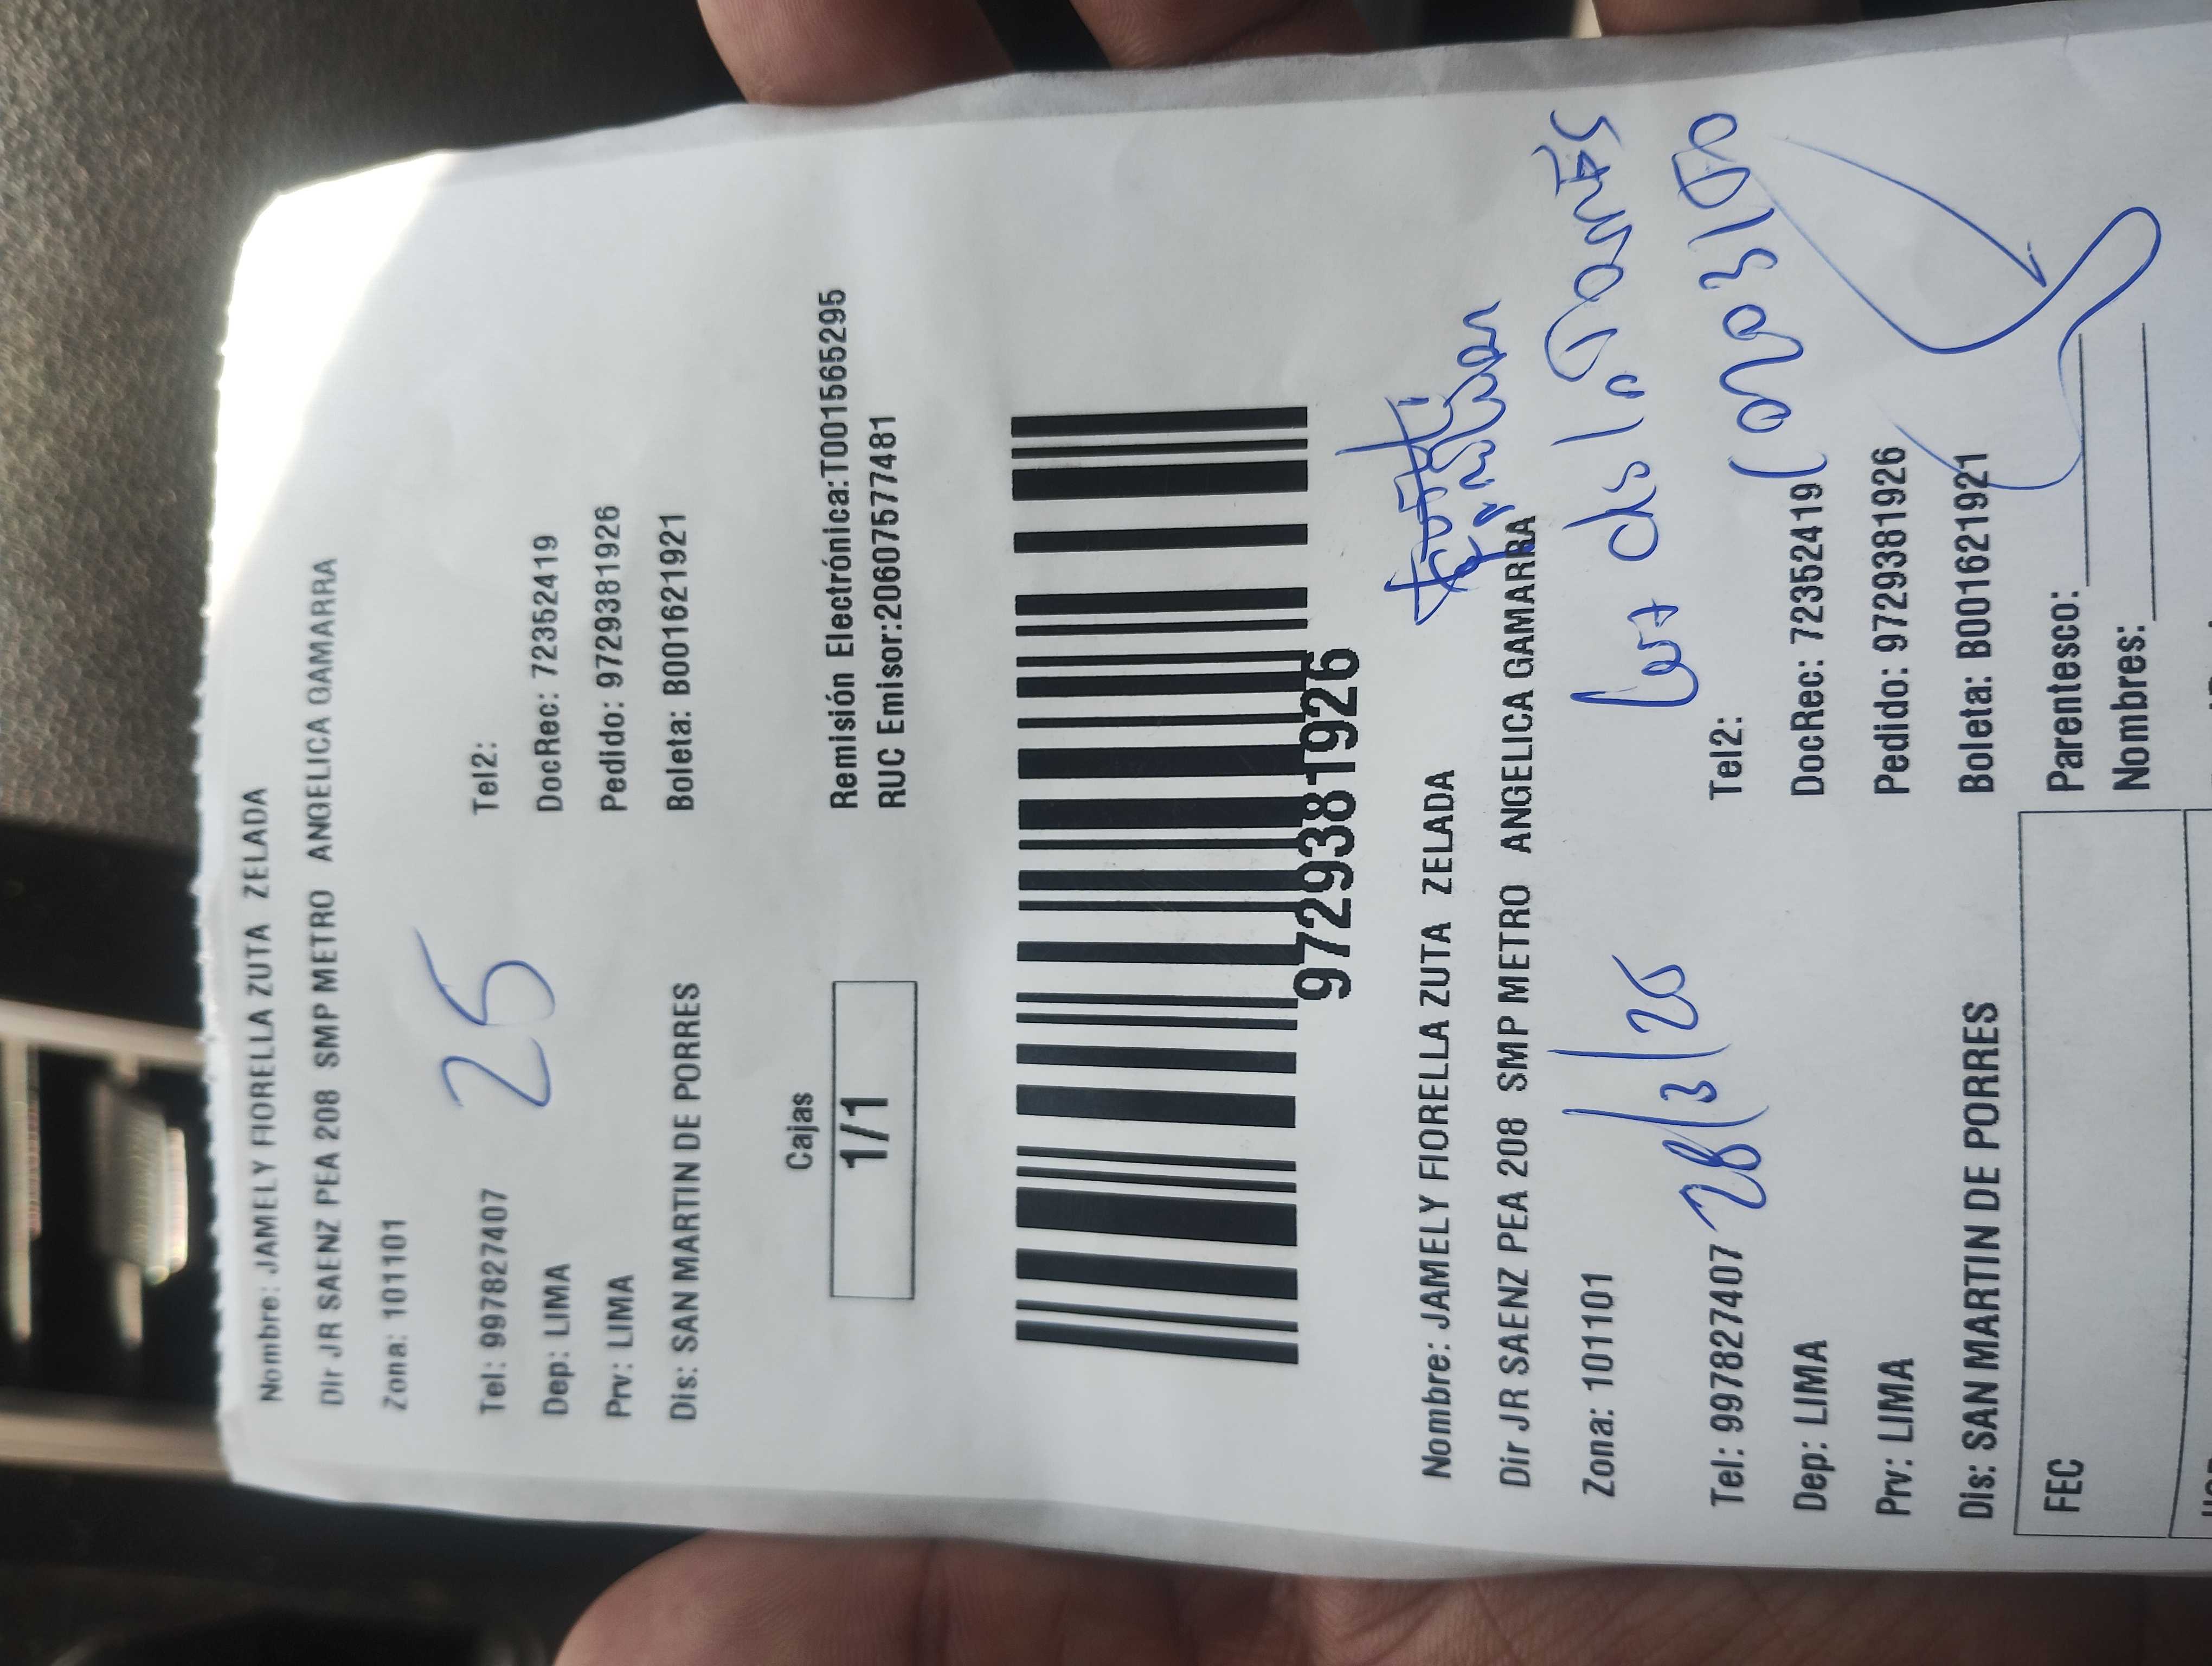 Nombre: JAMELY FIORELLA ZUTA ZELADA
Dir JR SAENZ PEA 208 SMP METRO ANGELICA GAMARRA
Zona: 101101
25
Tel: 997827407 Tel2:
Dep: LIMA DocRec: 72352419
Prv: LIMA Pedido: 9729381926
Dis: SAN MARTIN DE PORRES Boleta: B001621921
Cajas
1/1
Remisión Electrónica:T001565295
RUC Emisor:20607577481
9729381926
Nombre: JAMELY FIORELLA ZUTA ZELADA
Dir JR SAENZ PEA 208 SMP METRO ANGELICA GAMARRA
Zona: 101101
Tel: 997827407 28/3/25 Tel2:
Dep: LIMA DocRec: 72352419
Prv: LIMA Pedido: 9729381926
Dis: SAN MARTIN DE PORRES Boleta: B001621921
FEC
Parentesco:
Nombres: